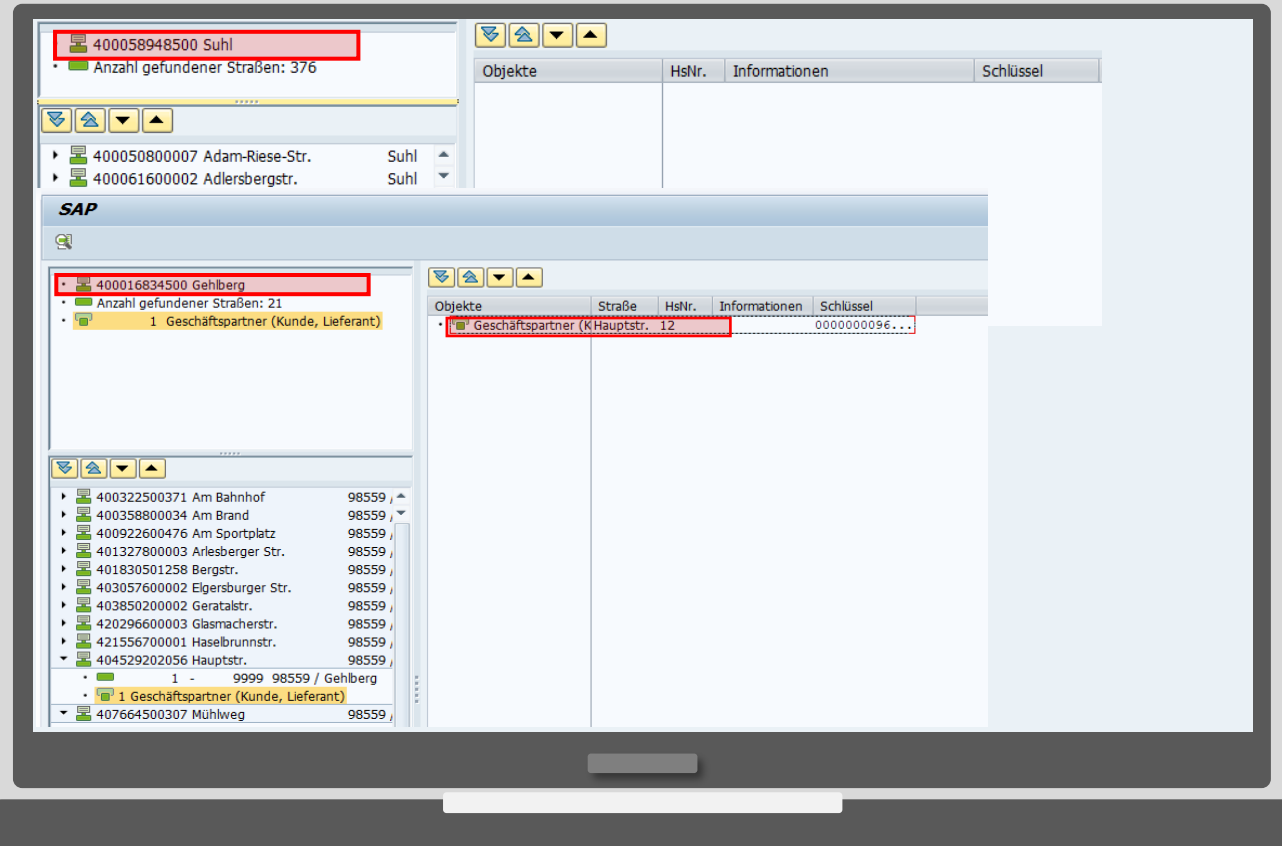 400058948500 Suhl
Anzahl gefundener Straßen: 376
Objekte HsNr. Informationen Schlüssel
400050800007 Adam-Riese-Str. Suhl
400061600002 Adlersbergstr. Suhl
SAP
400016834500 Gehlberg
Anzahl gefundener Straßen: 21
1 Geschäftspartner (Kunde, Lieferant)
Objekte Straße HsNr. Informationen Schlüssel
Geschäftspartner (K Hauptstr. 12 0000000096...
400322500371 Am Bahnhof 98559 /
400358800034 Am Brand 98559 /
400922600476 Am Sportplatz 98559 /
401327800003 Arlesberger Str. 98559 /
401830501258 Bergstr. 98559 /
403057600002 Elgersburger Str. 98559 /
403850200002 Geratalstr. 98559 /
420296600003 Glasmacherstr. 98559 /
421556700001 Haselbrunnstr. 98559 /
404529202056 Hauptstr. 98559 /
1 - 9999 98559 / Gehlberg
1 Geschäftspartner (Kunde, Lieferant)
407664500307 Mühlweg 98559 /